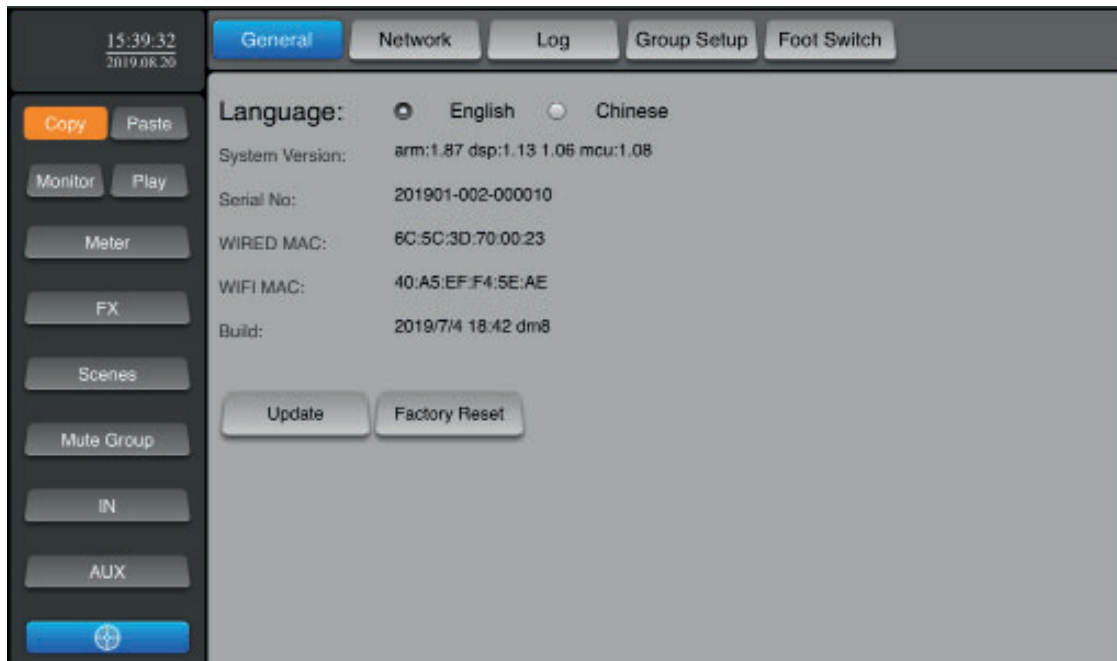 15:39:32
2019.08.20
General Network Log Group Setup Foot Switch
Copy Paste
Monitor Play
Meter
FX
Scenes
Mute Group
IN
AUX
Language: English Chinese
System Version: arm:1.87 dsp:1.13 1.06 mcu:1.08
Serial No: 201901-002-000010
WIRED MAC: 6C:5C:3D:70:00:23
WIFI MAC: 40:A5:EF:F4:5E:AE
Build: 2019/7/4 18:42 dm8
Update Factory Reset